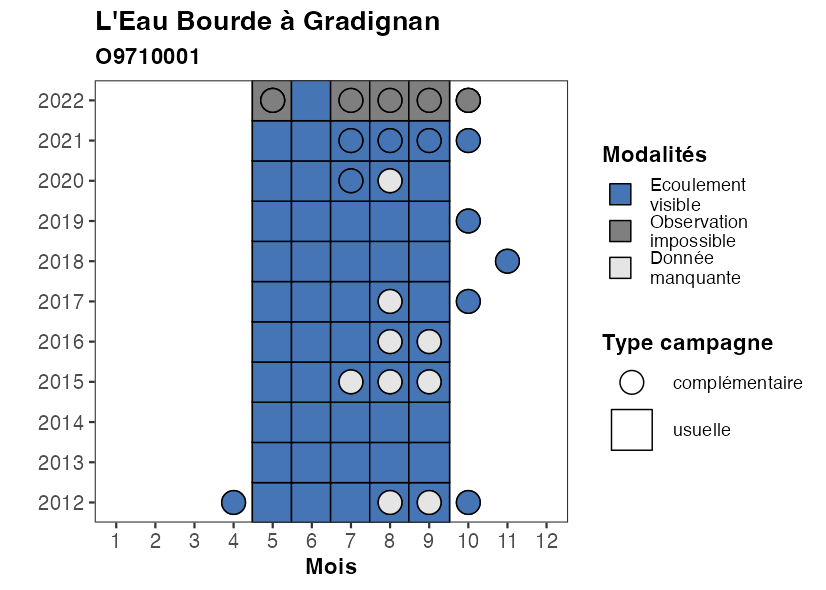 L'Eau Bourde à Gradignan
O9710001
2022
2021
2020
2019
2018
2017
2016
2015
2014
2013
2012
1 2 3 4 5 6 7 8 9 10 11 12
Mois
Modalités
Ecoulement
visible
Observation
impossible
Donnée
manquante
Type campagne
complémentaire
usuelle